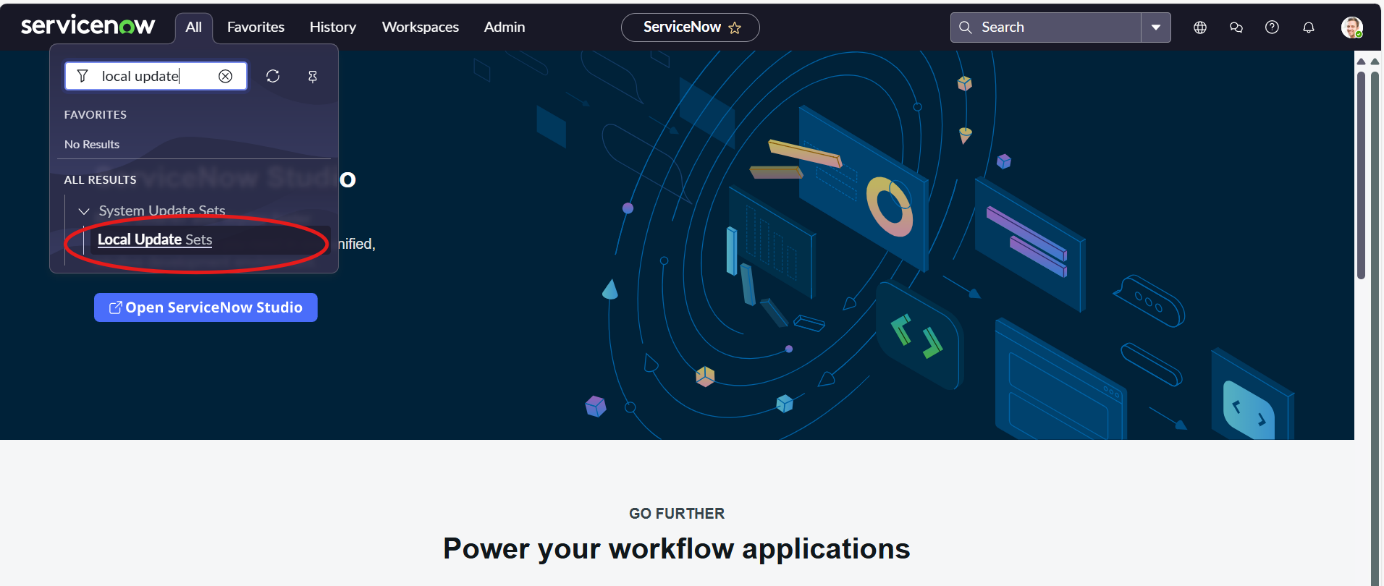 servicenow All Favorites History Workspaces Admin ServiceNow Search
local update
FAVORITES
No Results
ALL RESULTS
System Update Sets
Local Update Sets
nified,
Open ServiceNow Studio
GO FURTHER
Power your workflow applications